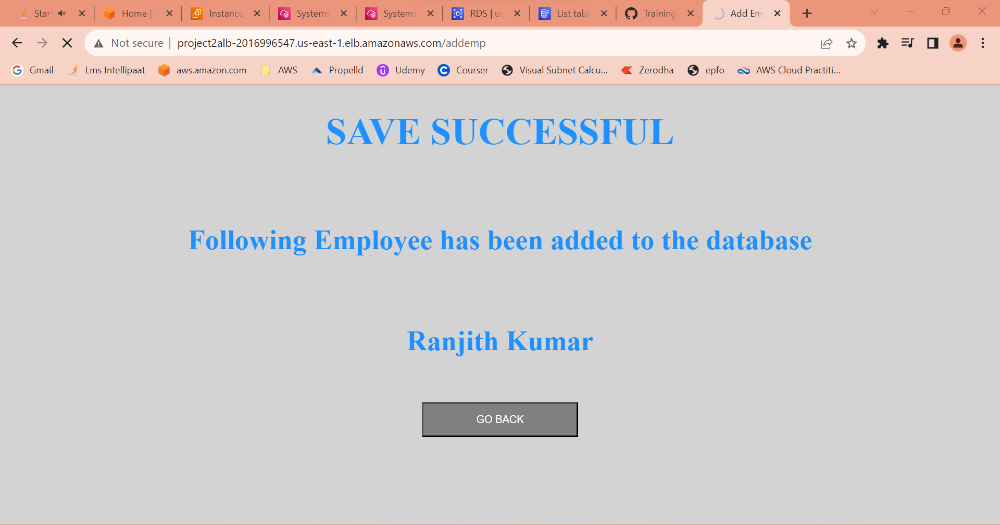 Star
Home |
Instance
Systems
Systems
RDS | us
List tabl
Training
Add Em
Not secure | project2alb-2016996547.us-east-1.elb.amazonaws.com/addemp
Gmail
Lms Intellipaat
aws.amazon.com
AWS
Propelld
Udemy
Courser
Visual Subnet Calcu...
Zerodha
epfo
AWS Cloud Practiti...
SAVE SUCCESSFUL
Following Employee has been added to the database
Ranjith Kumar
GO BACK